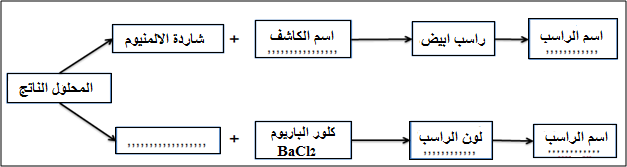 المحلول الناتج
شاردة الالمنيوم
+
اسم الكاشف
,,,,,,,,,,,,,,,,
راسب ابيض
اسم الراسب
,,,,,,,,,,,,
,,,,,,,,,,,,,,,,,,
+
كلور الباريوم
BaCl2
لون الراسب
,,,,,,,,,,,,
اسم الراسب
,,,,,,,,,,,,